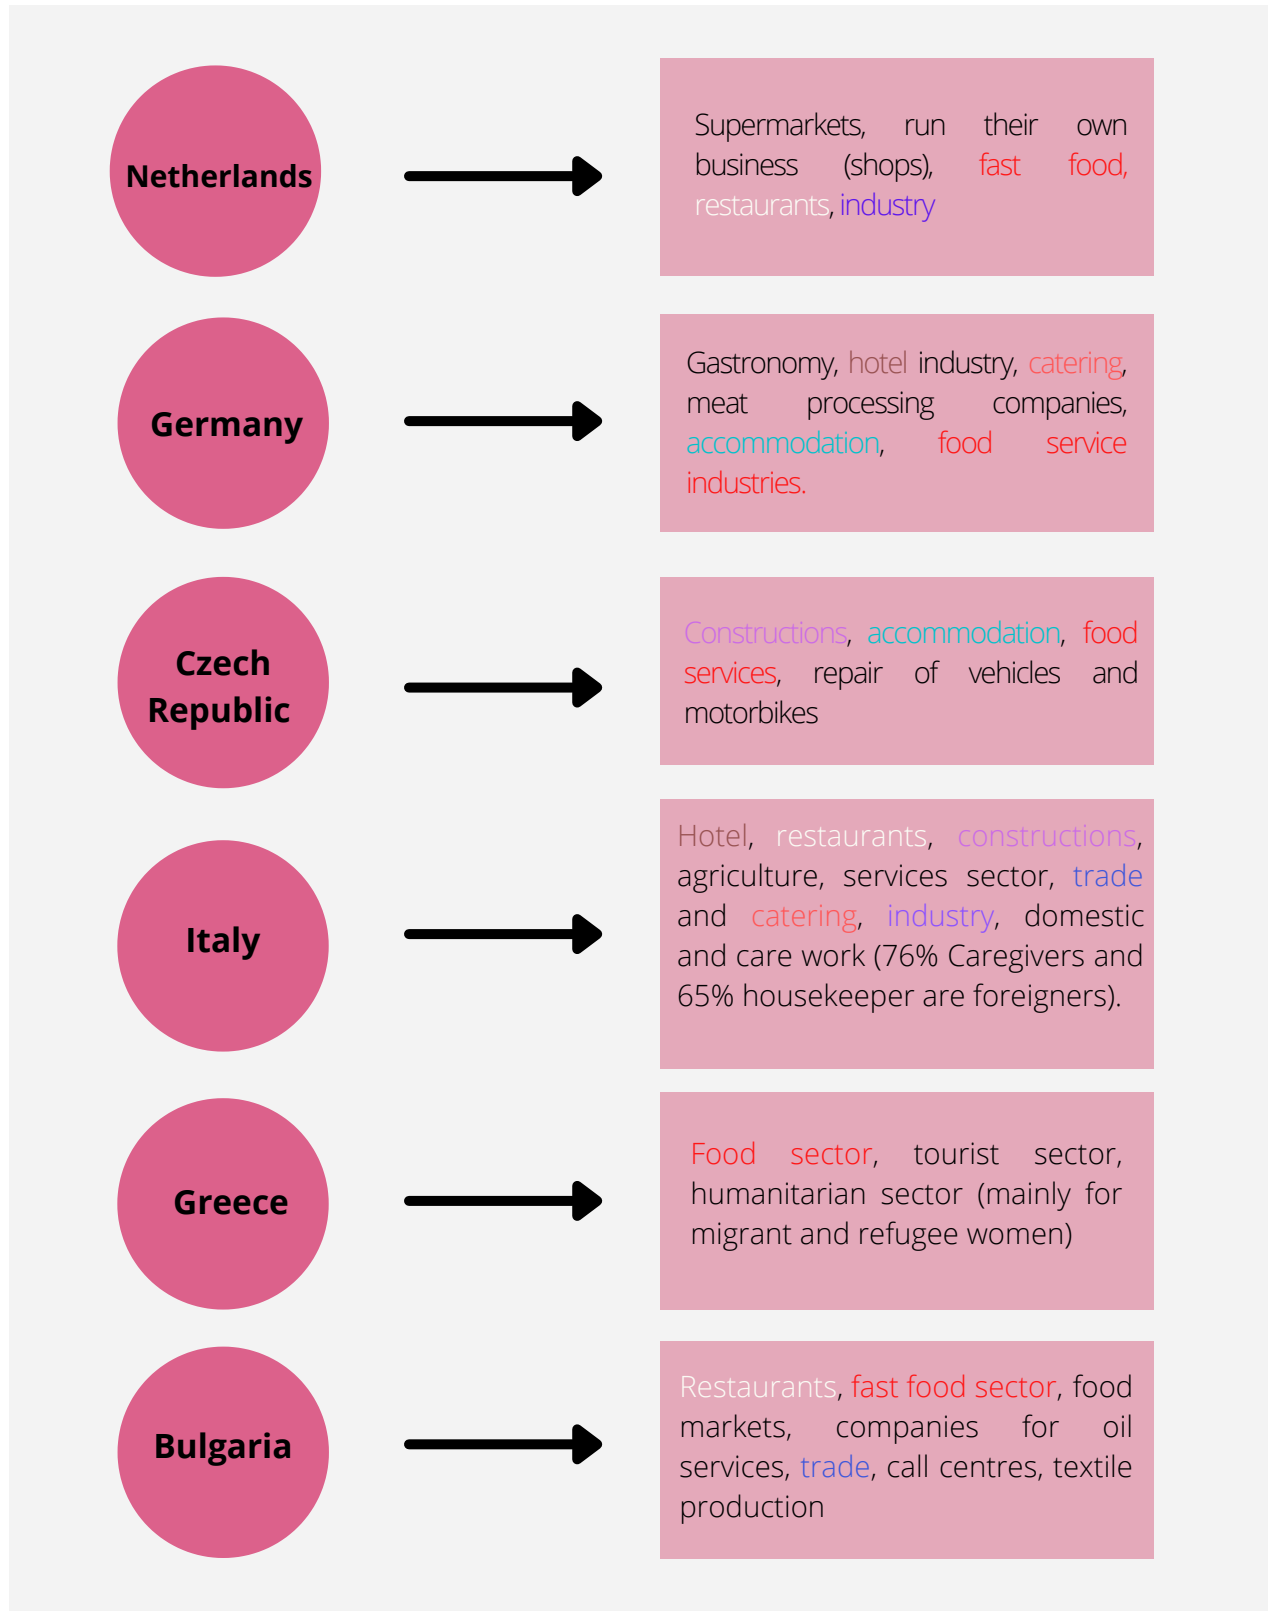 Netherlands
Supermarkets, run their own
business (shops), fast food,
restaurants, industry
Germany
Gastronomy, hotel industry, catering,
meat processing companies,
accommodation, food service
industries.
Czech
Republic
Constructions, accommodation, food
services, repair of vehicles and
motorbikes
Italy
Hotel, restaurants, constructions,
agriculture, services sector, trade
and catering, industry, domestic
and care work (76% Caregivers and
65% housekeeper are foreigners).
Greece
Food sector, tourist sector,
humanitarian sector (mainly for
migrant and refugee women)
Bulgaria
Restaurants, fast food sector, food
markets, companies for oil
services, trade, call centres, textile
production